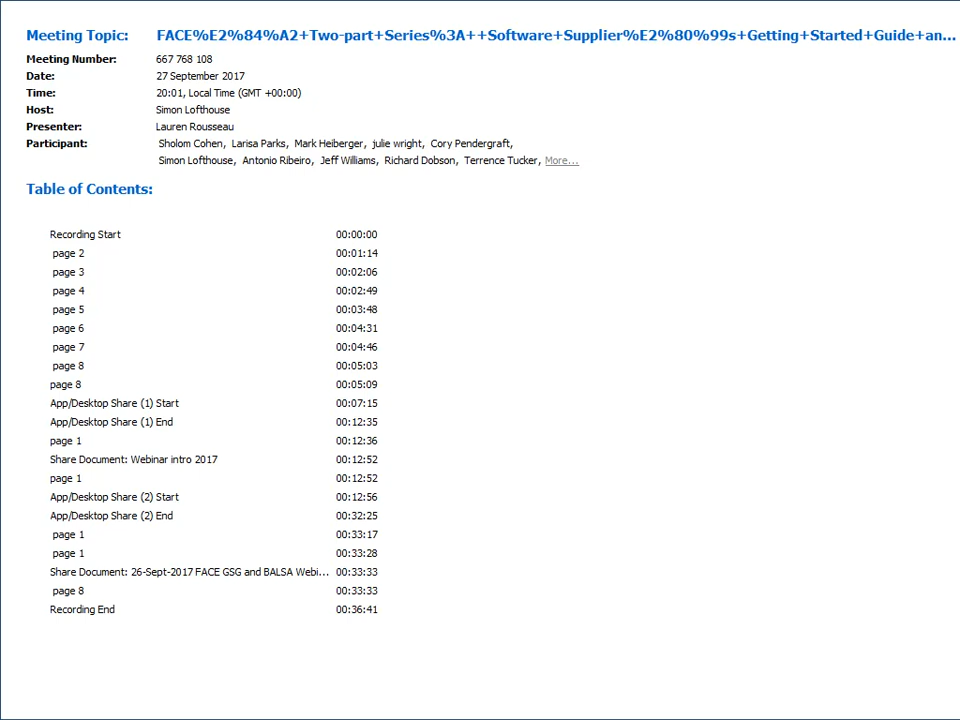 Meeting Topic: FACE%E2%84%A2+Two-part+Series%3A++Software+Supplier%E2%80%99s+Getting+Started+Guide+an...
Meeting Number: 667 768 108
Date: 27 September 2017
Time: 20:01, Local Time (GMT +00:00)
Host: Simon Lofthouse
Presenter: Lauren Rousseau
Participant: Sholom Cohen, Larisa Parks, Mark Heiberger, julie wright, Cory Pendergraft,
Simon Lofthouse, Antonio Ribeiro, Jeff Williams, Richard Dobson, Terrence Tucker, More...
Table of Contents:
Recording Start 00:00:00
page 2 00:01:14
page 3 00:02:06
page 4 00:02:49
page 5 00:03:48
page 6 00:04:31
page 7 00:04:46
page 8 00:05:03
page 8 00:05:09
App/Desktop Share (1) Start 00:07:15
App/Desktop Share (1) End 00:12:35
page 1 00:12:36
Share Document: Webinar intro 2017 00:12:52
page 1 00:12:52
App/Desktop Share (2) Start 00:12:56
App/Desktop Share (2) End 00:32:25
page 1 00:33:17
page 1 00:33:28
Share Document: 26-Sept-2017 FACE GSG and BALSA Webi... 00:33:33
page 8 00:33:33
Recording End 00:36:41